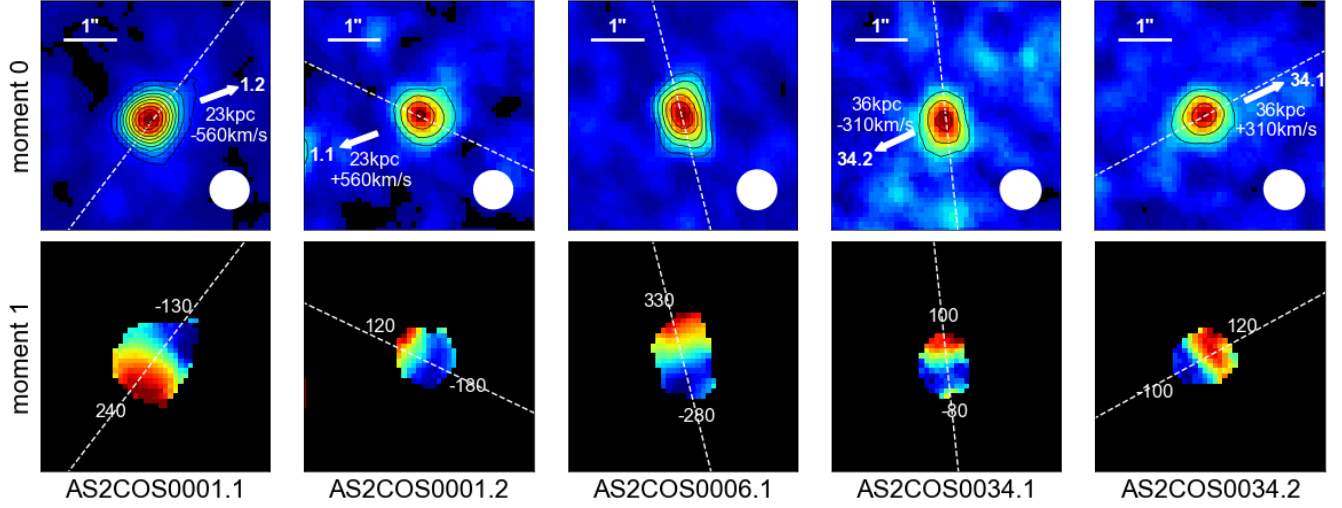 moment 0
1"
1.2
23kpc
-560km/s
1"
1.1
23kpc
+560km/s
1"
1"
36kpc
-310km/s
34.2
1"
34.1
36kpc
+310km/s
moment 1
-130
240
120
-180
330
-280
100
-80
120
-100
AS2COS0001.1
AS2COS0001.2
AS2COS0006.1
AS2COS0034.1
AS2COS0034.2